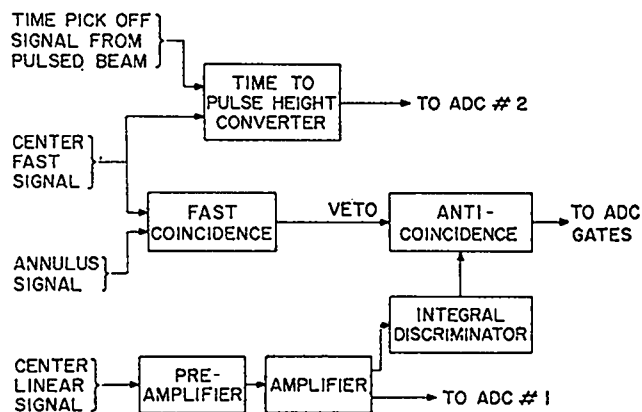 TIME PICK OFF
SIGNAL FROM
PULSED BEAM
TIME TO
PULSE HEIGHT
CONVERTER
TO ADC #2
CENTER
FAST
SIGNAL
FAST
COINCIDENCE
VETO
ANTI-
COINCIDENCE
TO ADC
GATES
ANNULUS
SIGNAL
INTEGRAL
DISCRIMINATOR
CENTER
LINEAR
SIGNAL
PRE-
AMPLIFIER
AMPLIFIER
TO ADC #1